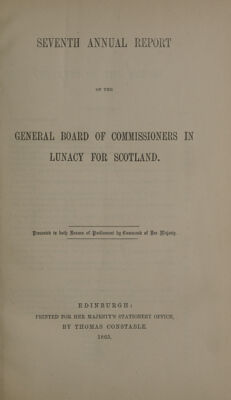 SEVENTH ANNUAL REPORT
OF THE
GENERAL BOARD OF COMMISSIONERS IN
LUNACY FOR SCOTLAND.
Presented to both Houses of Parliament by Command of Her Majesty.
EDINBURGH:
PRINTED FOR HER MAJESTY'S STATIONERY OFFICE,
BY THOMAS CONSTABLE.
1865.